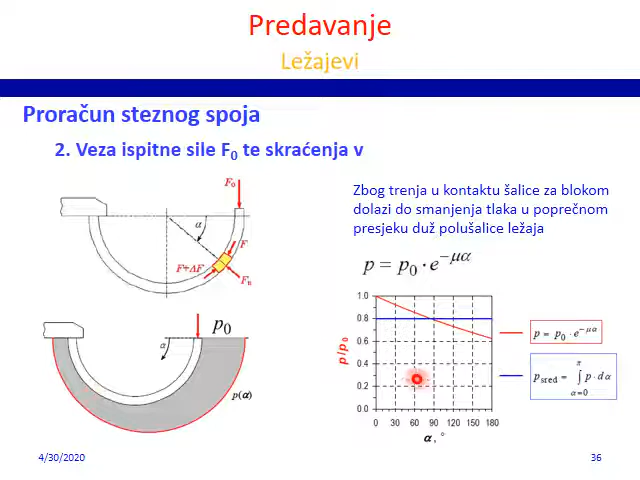 Predavanje
Ležajevi
Proračun steznog spoja
2. Veza ispitne sile F₀ te skraćenja v
F₀
α
F
F+ΔF
Fₙ
Zbog trenja u kontaktu šalice za blokom
dolazi do smanjenja tlaka u poprečnom
presjeku duž polušalice ležaja
p = p₀ · e^{-μα}
p₀
α
p(α)
p/p₀
1.0
0.8
0.6
0.4
0.2
0.0
0 30 60 90 120 150 180
α, °
p = p₀ · e^{-μα}
p_{sred} = ∫_{α=0}^{π} p · dα
4/30/2020
36